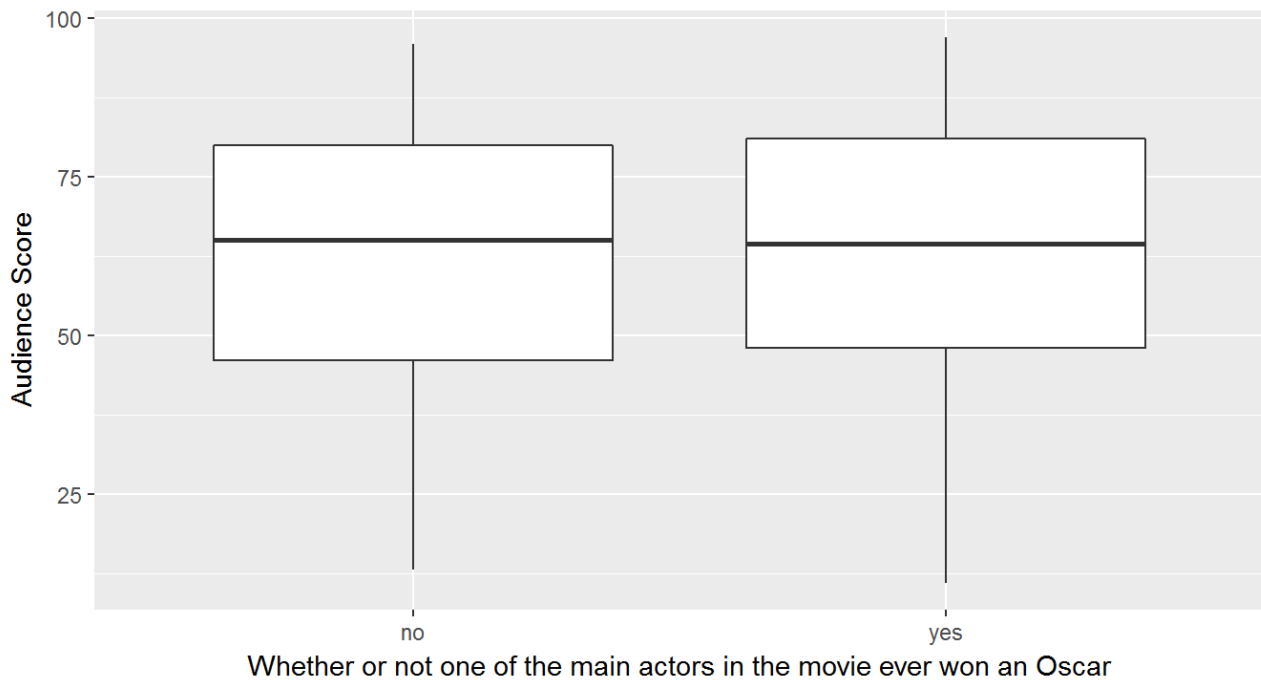 100
75
50
25
Audience Score
no yes
Whether or not one of the main actors in the movie ever won an Oscar